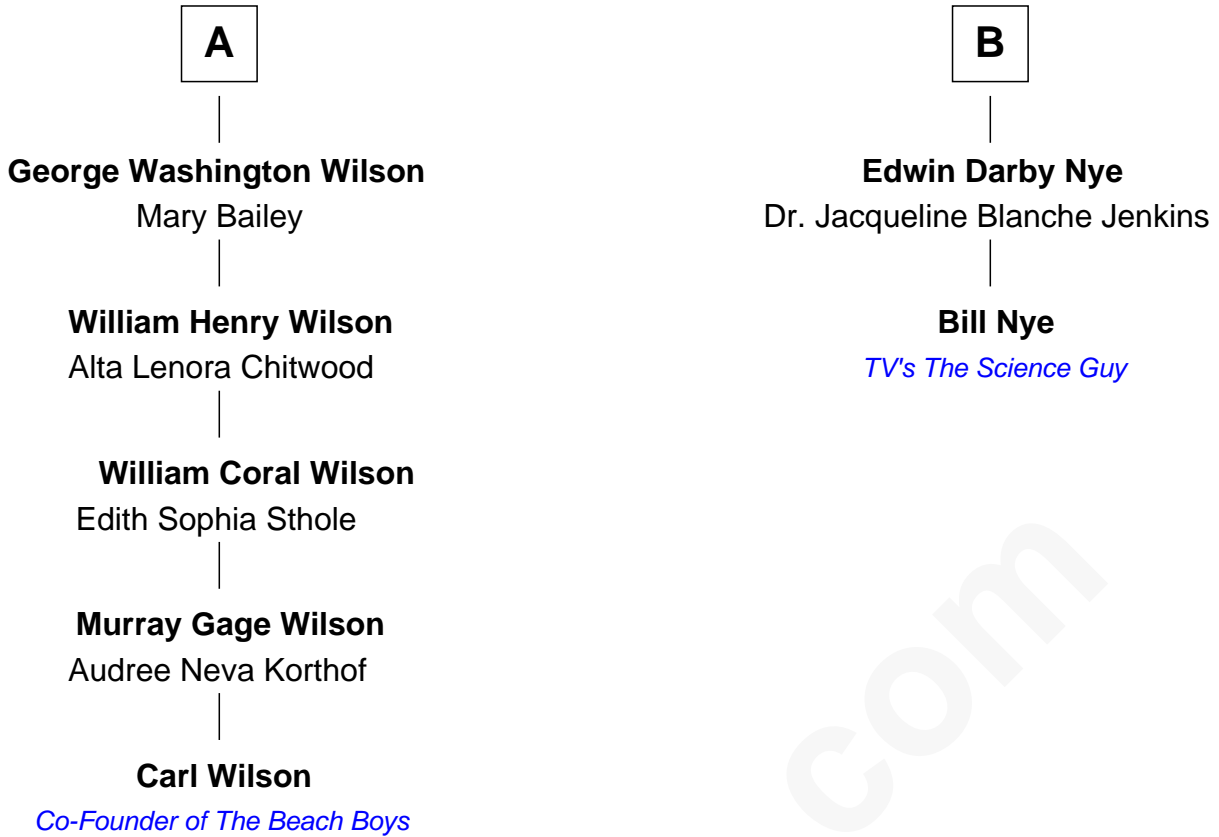 A
George Washington Wilson
Mary Bailey
William Henry Wilson
Alta Lenora Chitwood
William Coral Wilson
Edith Sophia Sthole
Murray Gage Wilson
Audree Neva Korthof
Carl Wilson
Co-Founder of The Beach Boys
B
Edwin Darby Nye
Dr. Jacqueline Blanche Jenkins
Bill Nye
TV's The Science Guy
com